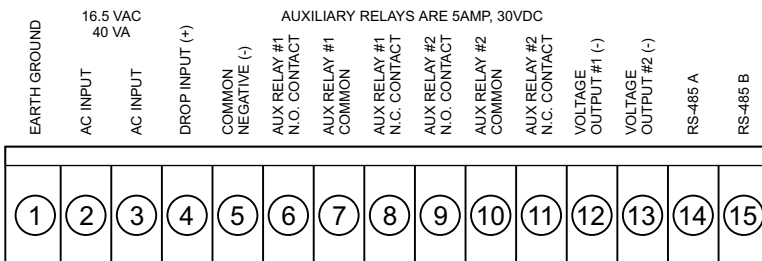 16.5 VAC
40 VA
AUXILIARY RELAYS ARE 5AMP, 30VDC
EARTH GROUND
AC INPUT
AC INPUT
DROP INPUT (+)
COMMON
NEGATIVE (-)
AUX RELAY #1
N.O. CONTACT
AUX RELAY #1
COMMON
AUX RELAY #1
N.C. CONTACT
AUX RELAY #2
N.O. CONTACT
AUX RELAY #2
COMMON
AUX RELAY #2
N.C. CONTACT
VOLTAGE
OUTPUT #1 (-)
VOLTAGE
OUTPUT #2 (-)
RS-485 A
RS-485 B
1 2 3 4 5 6 7 8 9 10 11 12 13 14 15